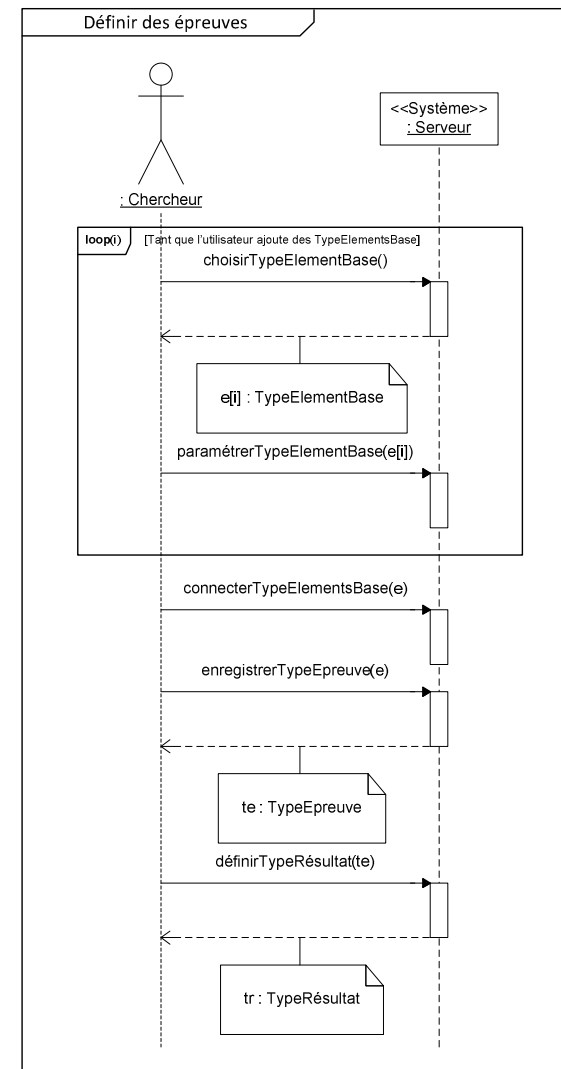 Définir des épreuves
<<Système>>
: Serveur
: Chercheur
loop(i) [Tant que l'utilisateur ajoute des TypeElementsBase]
choisirTypeElementBase()
e[i] : TypeElementBase
paramétrerTypeElementBase(e[i])
connecterTypeElementsBase(e)
enregistrerTypeEpreuve(e)
te : TypeEpreuve
définirTypeRésultat(te)
tr : TypeRésultat